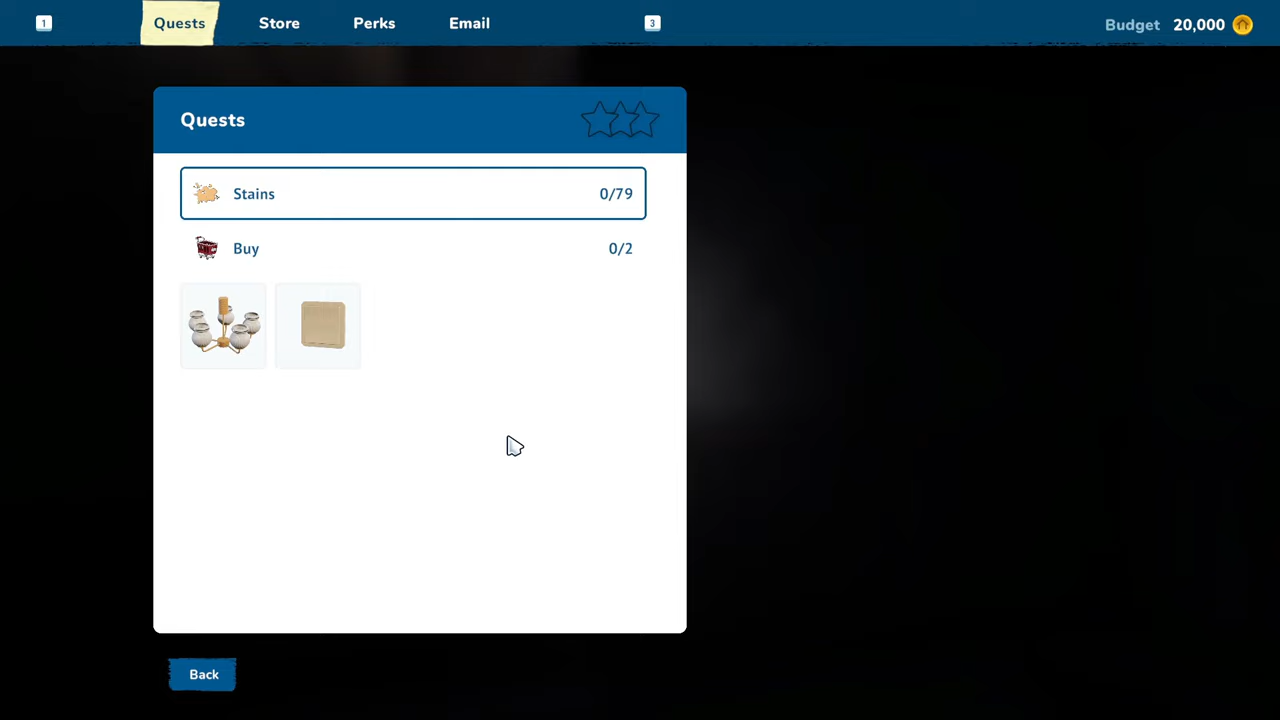 1 Quests Store Perks Email 3 Budget 20,000
Quests
Stains 0/79
Buy 0/2
Back